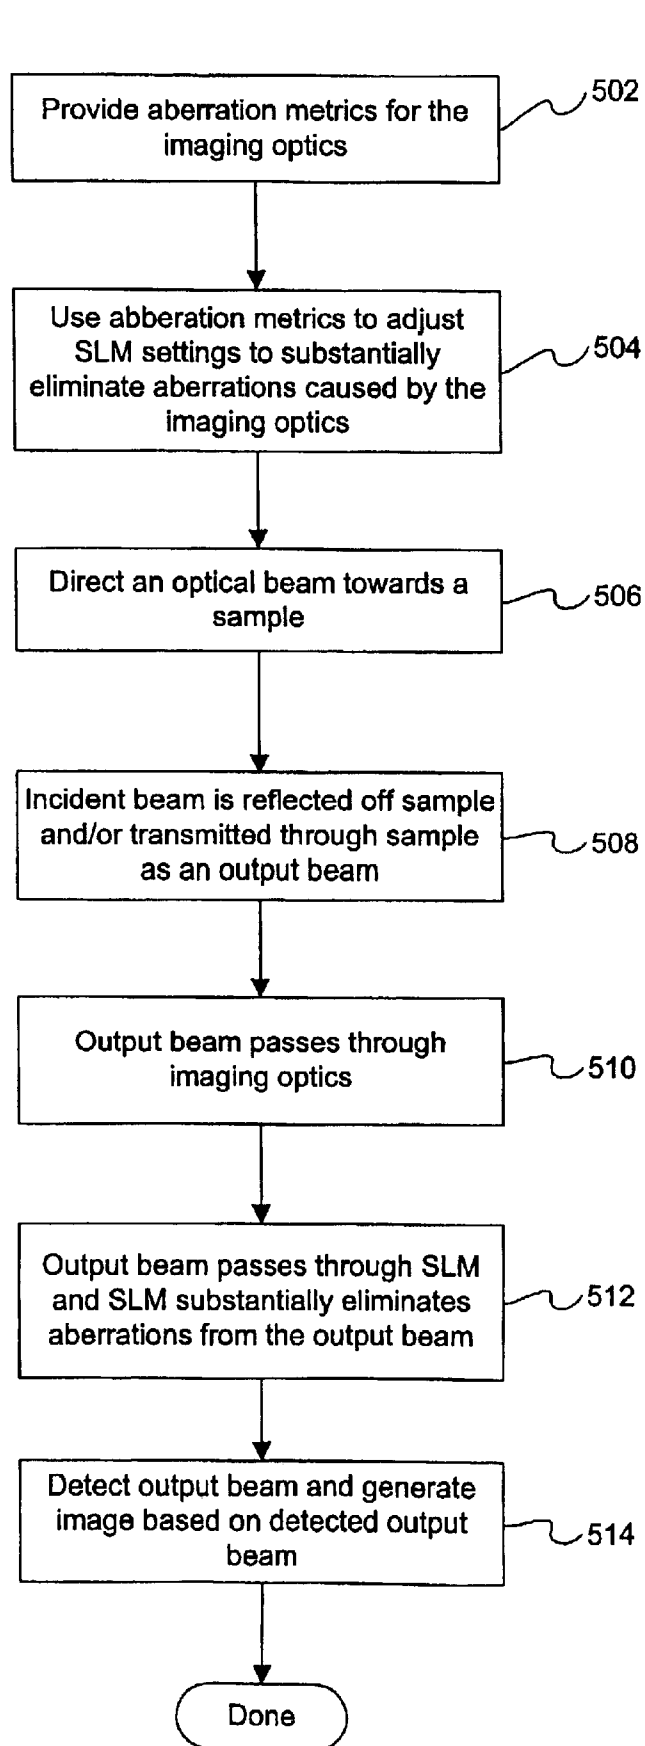 Provide aberration metrics for the
imaging optics
502
Use abberation metrics to adjust
SLM settings to substantially
eliminate aberrations caused by the
imaging optics
504
Direct an optical beam towards a
sample
506
Incident beam is reflected off sample
and/or transmitted through sample
as an output beam
508
Output beam passes through
imaging optics
510
Output beam passes through SLM
and SLM substantially eliminates
aberrations from the output beam
512
Detect output beam and generate
image based on detected output
beam
514
Done